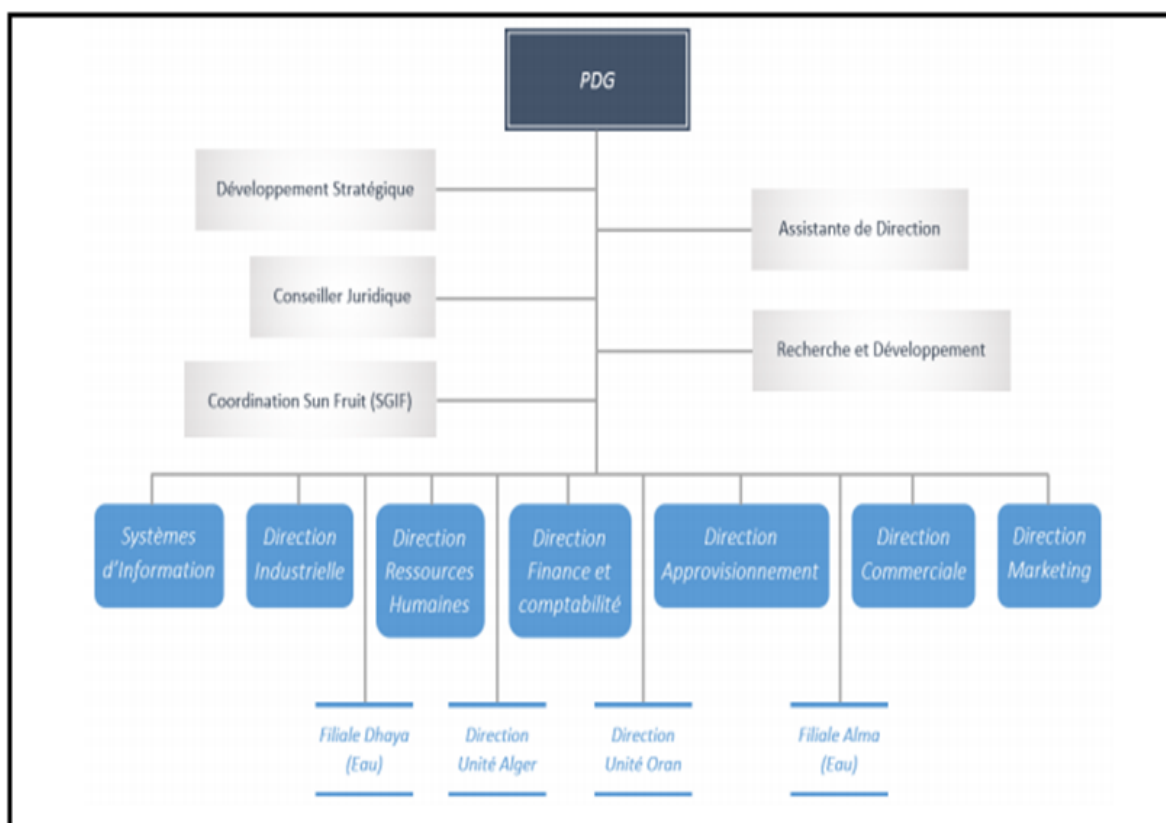 PDG
Développement Stratégique
Assistante de Direction
Conseiller Juridique
Recherche et Développement
Coordination Sun Fruit (SGIF)
Systèmes
d'Information
Direction
Industrielle
Direction
Ressources
Humaines
Direction
Finance et
comptabilité
Direction
Approvisionnement
Direction
Commerciale
Direction
Marketing
Filiale Dhaya
(Eau)
Direction
Unité Alger
Direction
Unité Oran
Filiale Alma
(Eau)